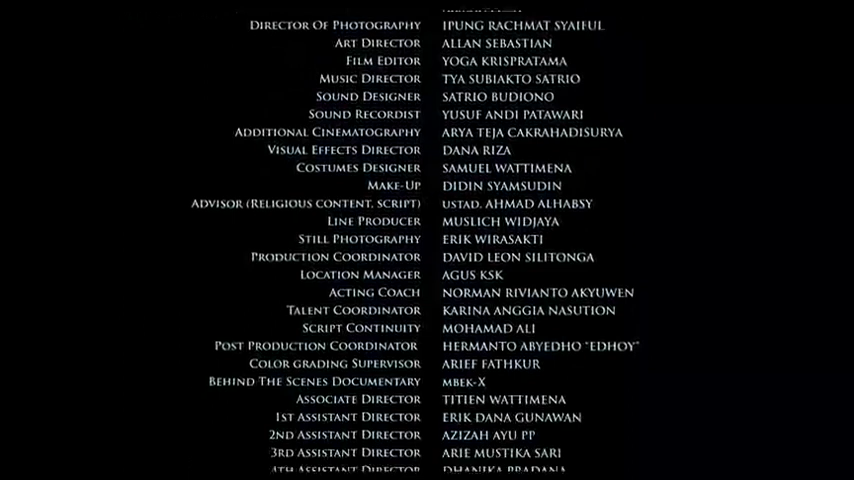 Director Of Photography IPUNG RACHMAT SYAIFUL
Art Director ALLAN SEBASTIAN
Film Editor YOGA KRISPRATAMA
Music Director TYA SUBIAKTO SATRIO
Sound Designer SATRIO BUDIONO
Sound Recordist YUSUF ANDI PATAWARI
Additional Cinematography ARYA TEJA CAKRAHADISURYA
Visual Effects Director DANA RIZA
Costumes Designer SAMUEL WATTIMENA
Make-Up DIDIN SYAMSUDIN
Advisor (Religious content, script) ustad. AHMAD ALHABSY
Line Producer MUSLICH WIDJAYA
Still Photography ERIK WIRASAKTI
Production Coordinator DAVID LEON SILITONGA
Location Manager AGUS KSK
Acting Coach NORMAN RIVIANTO AKYUWEN
Talent Coordinator KARINA ANGGIA NASUTION
Script Continuity MOHAMAD ALI
Post Production Coordinator HERMANTO ABYEDHO "EDHOY"
Color grading Supervisor ARIEF FATHKUR
Behind The Scenes Documentary mbek-X
Associate Director TITIEN WATTIMENA
1st Assistant Director ERIK DANA GUNAWAN
2nd Assistant Director AZIZAH AYU PP
3rd Assistant Director ARIE MUSTIKA SARI
4th Assistant Director DHANIKA PRADANA